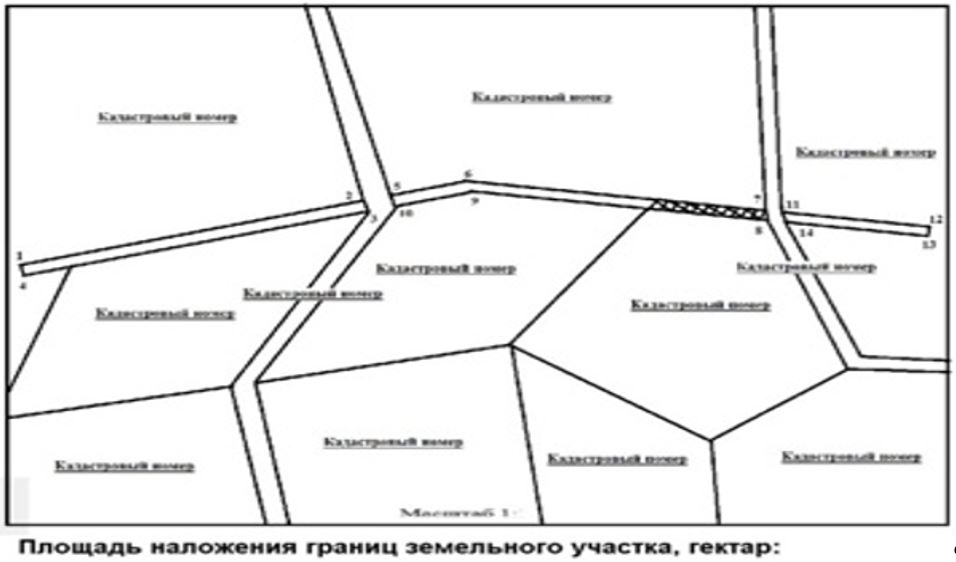 Кадастровый номер
Кадастровый номер
Кадастровый номер
5
6
7
2
3
10
9
11
12
8
14
13
1
4
Кадастровый номер
Кадастровый номер
Кадастровый номер
Кадастровый номер
Кадастровый номер
Кадастровый номер
Кадастровый номер
Кадастровый номер
Кадастровый номер
Масштаб 1:
Площадь наложения границ земельного участка, гектар: